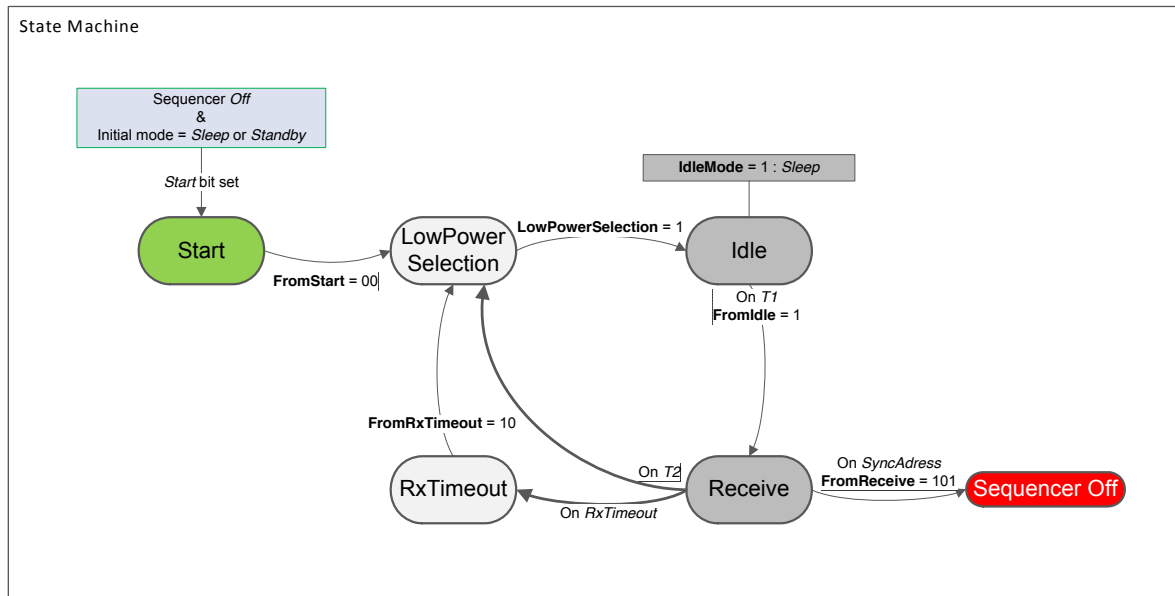 State Machine
Sequencer Off
&
Initial mode = Sleep or Standby
Start bit set
IdleMode = 1 : Sleep
Start
FromStart = 00
LowPower
Selection
LowPowerSelection = 1
Idle
On T1
FromIdle = 1
FromRxTimeout = 10
RxTimeout
On T2
On RxTimeout
Receive
On SyncAdress
FromReceive = 101
Sequencer Off